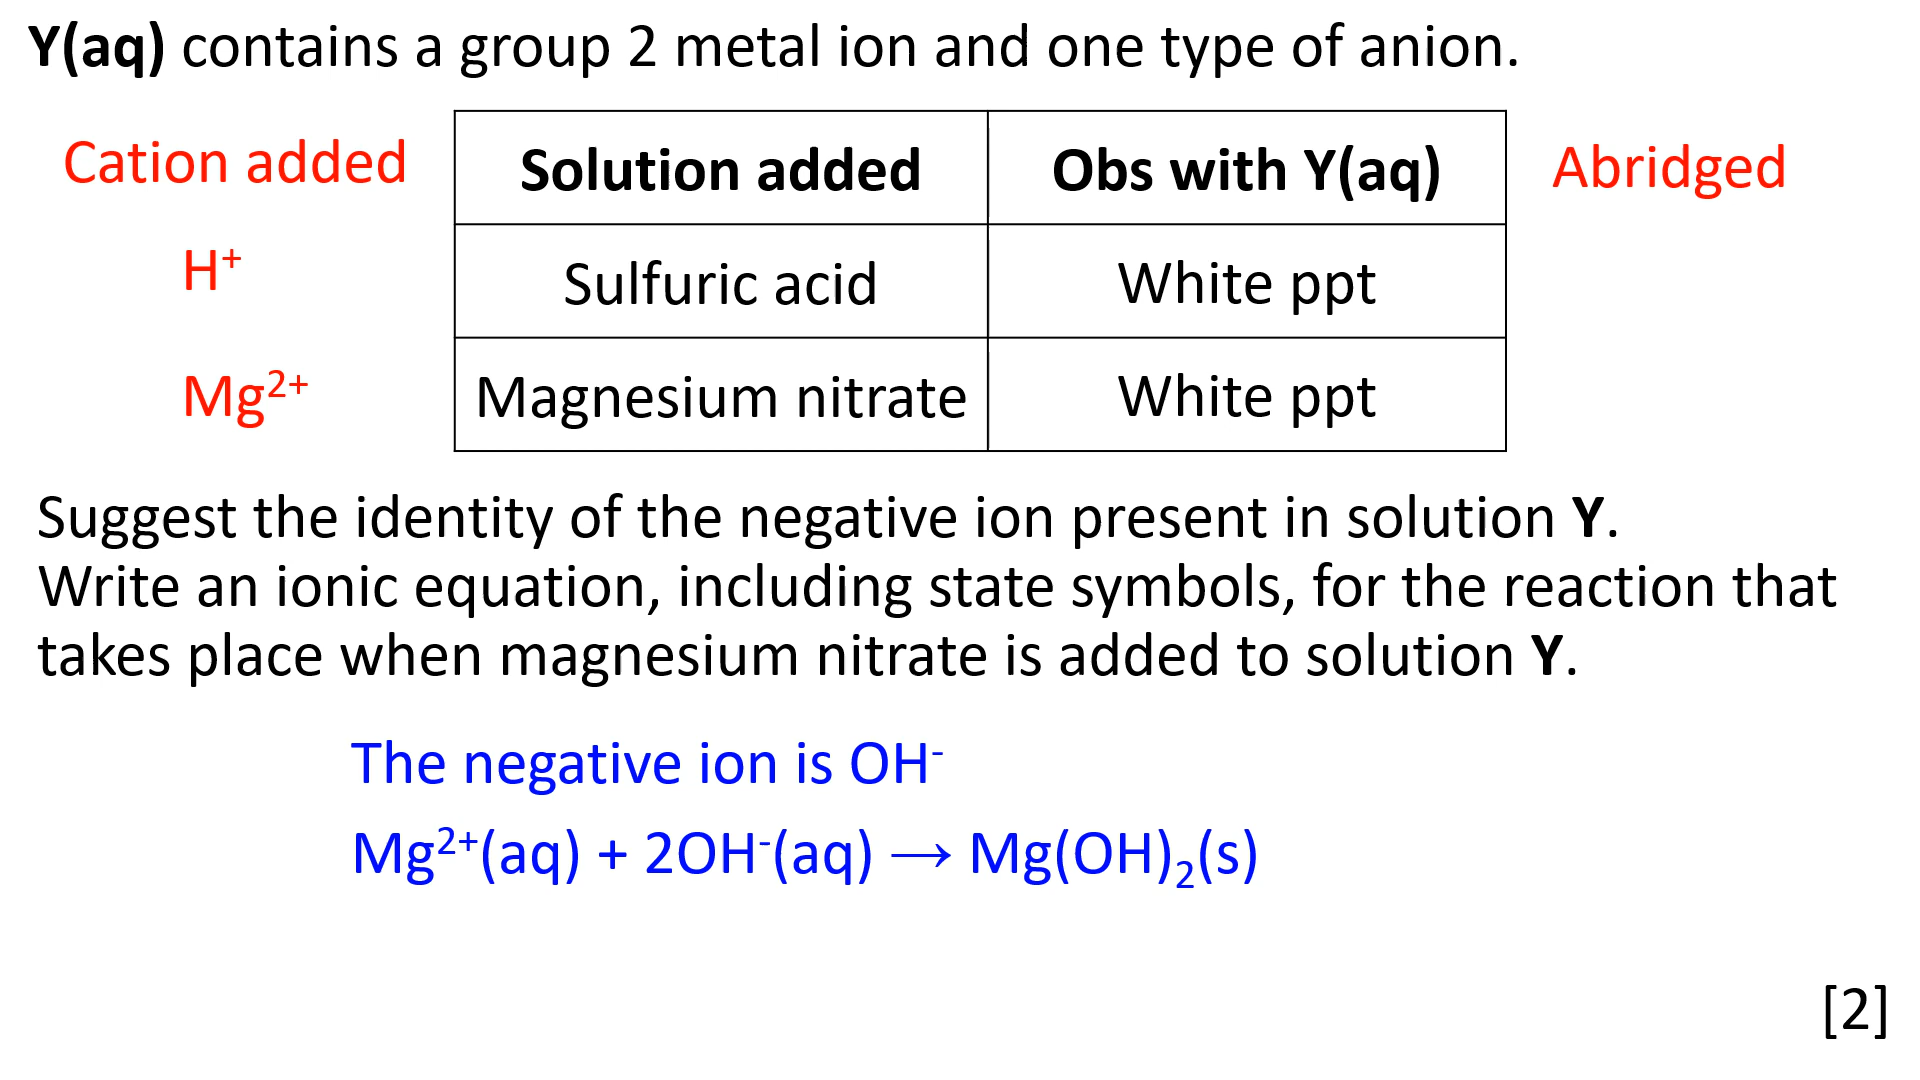 Y(aq) contains a group 2 metal ion and one type of anion.
Cation added
Solution added
Obs with Y(aq)
Abridged
H⁺
Sulfuric acid
White ppt
Mg²⁺
Magnesium nitrate
White ppt
Suggest the identity of the negative ion present in solution Y.
Write an ionic equation, including state symbols, for the reaction that
takes place when magnesium nitrate is added to solution Y.
The negative ion is OH⁻
Mg²⁺(aq) + 2OH⁻(aq) → Mg(OH)₂(s)
[2]